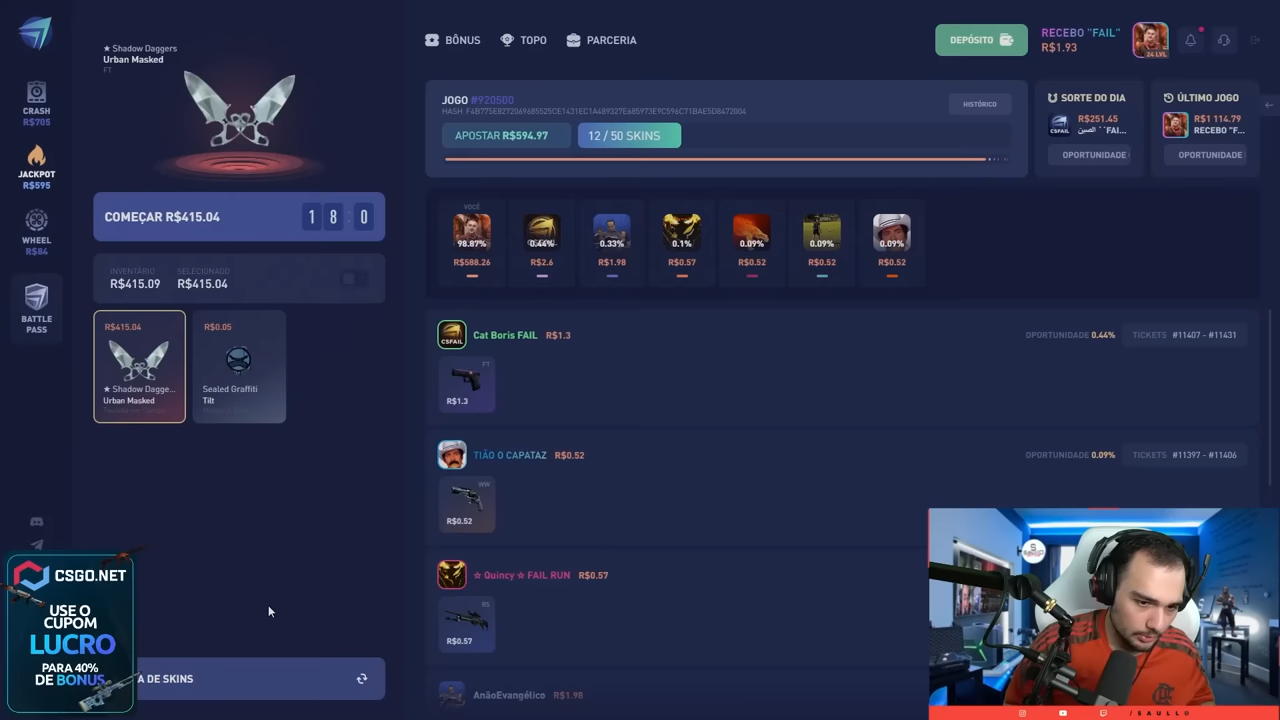 ★ Shadow Daggers
Urban Masked
FT
BÔNUS
TOPO
PARCERIA
DEPÓSITO
RECEBO "FAIL"
R$1.93
24 LVL
CRASH
R$705
JACKPOT
R$595
WHEEL
R$84
BATTLE
PASS
COMEÇAR R$415.04
18:0
INVENTÁRIO
R$415.09
SELECIONADO
R$415.04
R$415.04
★ Shadow Dagge...
Urban Masked
R$0.05
Sealed Graffiti
Tilt
JOGO #920500
HISTÓRICO
APOSTAR R$594.97
12 / 50 SKINS
SORTE DO DIA
CSFAIL
R$251.45
OPORTUNIDADE
ÚLTIMO JOGO
R$1 114.79
RECEBO "F...
OPORTUNIDADE
VOCÊ
98.87%
R$588.26
0.44%
R$2.6
0.33%
R$1.98
0.1%
R$0.57
0.09%
R$0.52
0.09%
R$0.52
0.09%
R$0.52
CSFAIL
Cat Boris FAIL R$1.3
OPORTUNIDADE 0.44%
TICKETS #11407 - #11431
FT
R$1.3
TIÃO O CAPATAZ R$0.52
OPORTUNIDADE 0.09%
TICKETS #11397 - #11406
WW
R$0.52
☆ Quincy ☆ FAIL RUN R$0.57
BS
R$0.57
AnãoEvangélico R$1.98
CSGO.NET
USE O
CUPOM
LUCRO
PARA 40%
DE BONUS
A DE SKINS
/SAULLO